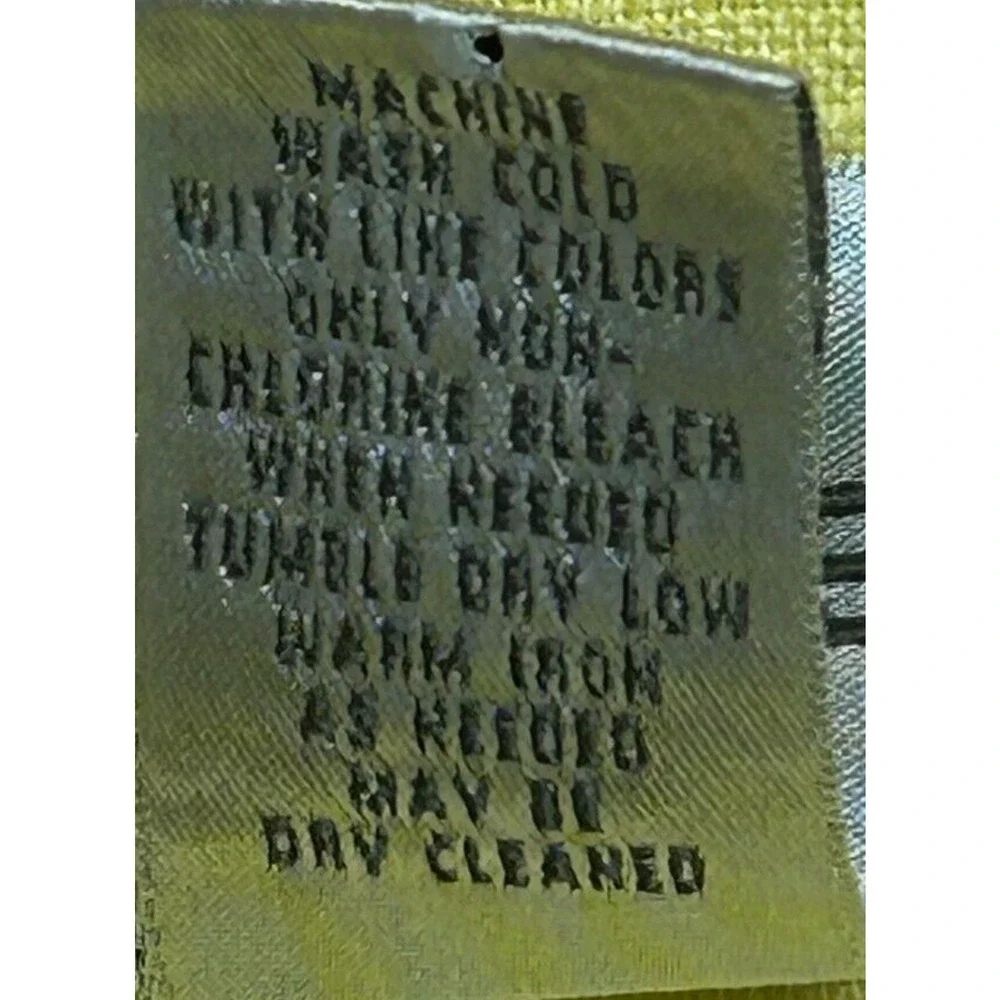 MACHINE
WASH COLD
WITH LIKE COLORS
ONLY NON-
CHLORINE BLEACH
WHEN NEEDED
TUMBLE DRY LOW
WARM IRON
AS NEEDED
MAY BE
DRY CLEANED